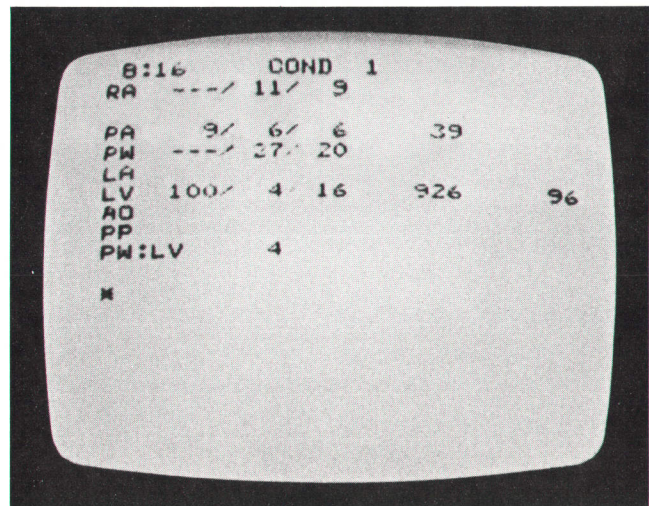 8:16 COND 1
RA ---/ 11/ 9
PA 9/ 6/ 6 39
PW ---/ 27/ 20
LA
LV 100/ 4/ 16 926 96
AO
PP
PW:LV 4
*